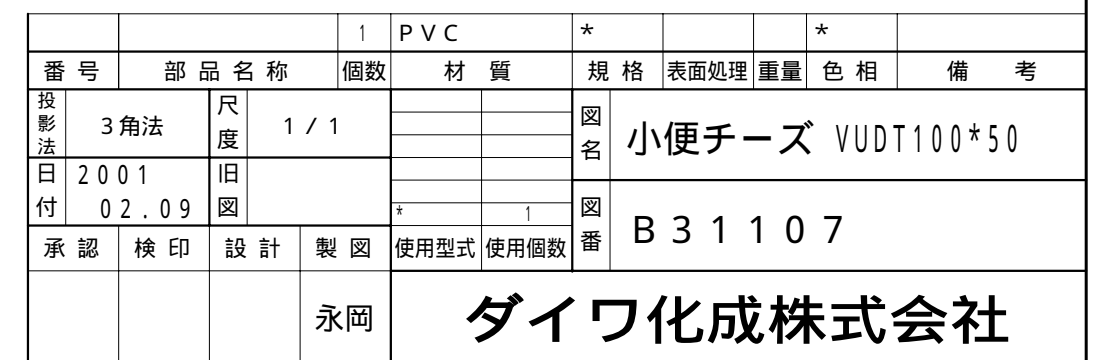 1 PVC * *
番号 部品名称 個数 材質 規格 表面処理 重量 色相 備考
投影法 3角法 尺度 1/1 図名 小便チーズ VUDT100*50
日付 2001 02.09 旧図 * 1 図番 B31107
承認 検印 設計 製図 使用型式 使用個数
永岡 ダイワ化成株式会社